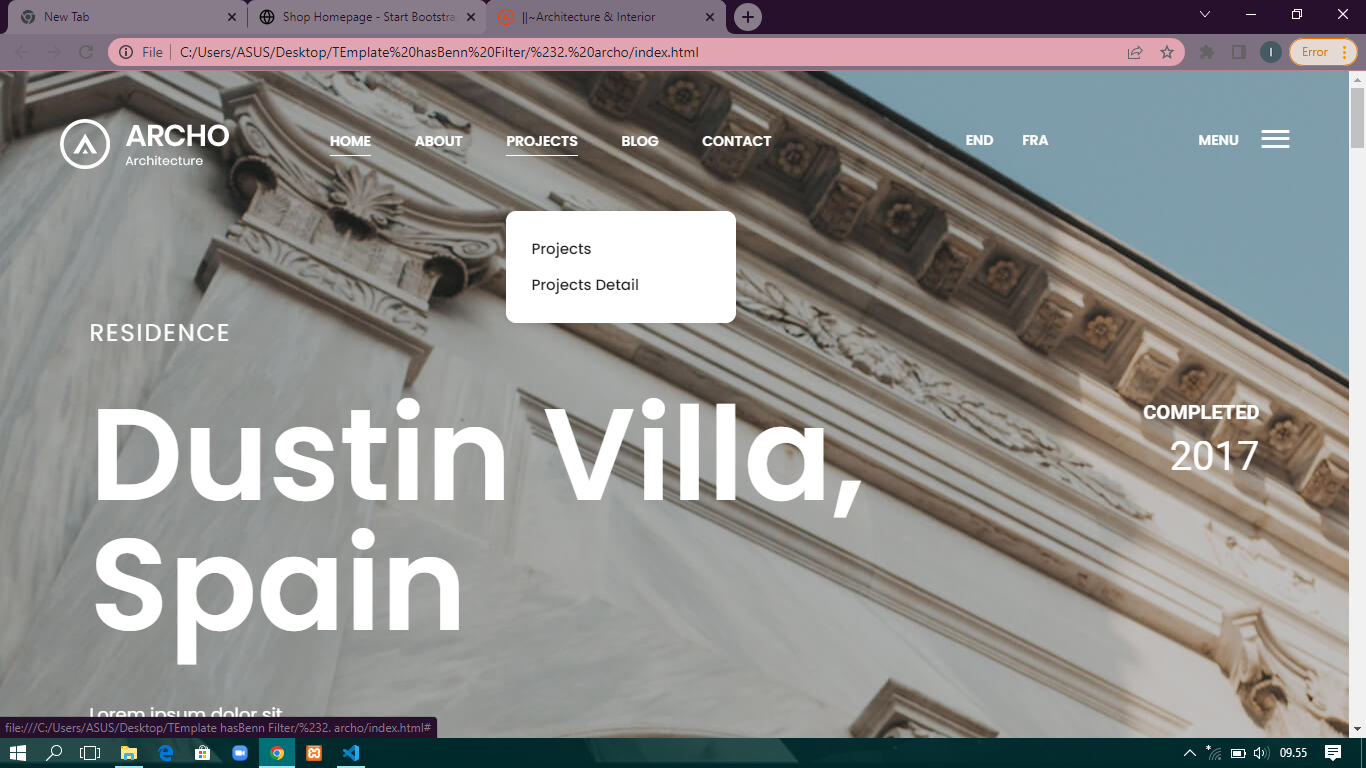 New Tab
Shop Homepage - Start Bootstra
||~Architecture & Interior
File
C:/Users/ASUS/Desktop/TEmplate%20hasBenn%20Filter/%232.%20archo/index.html
I
Error
ARCHO
Architecture
HOME
ABOUT
PROJECTS
BLOG
CONTACT
END
FRA
MENU
Projects
Projects Detail
RESIDENCE
Dustin Villa,
Spain
COMPLETED
2017
Lorem ipsum dolor sit
file:///C:/Users/ASUS/Desktop/TEmplate hasBenn Filter/%232. archo/index.html#
09.55